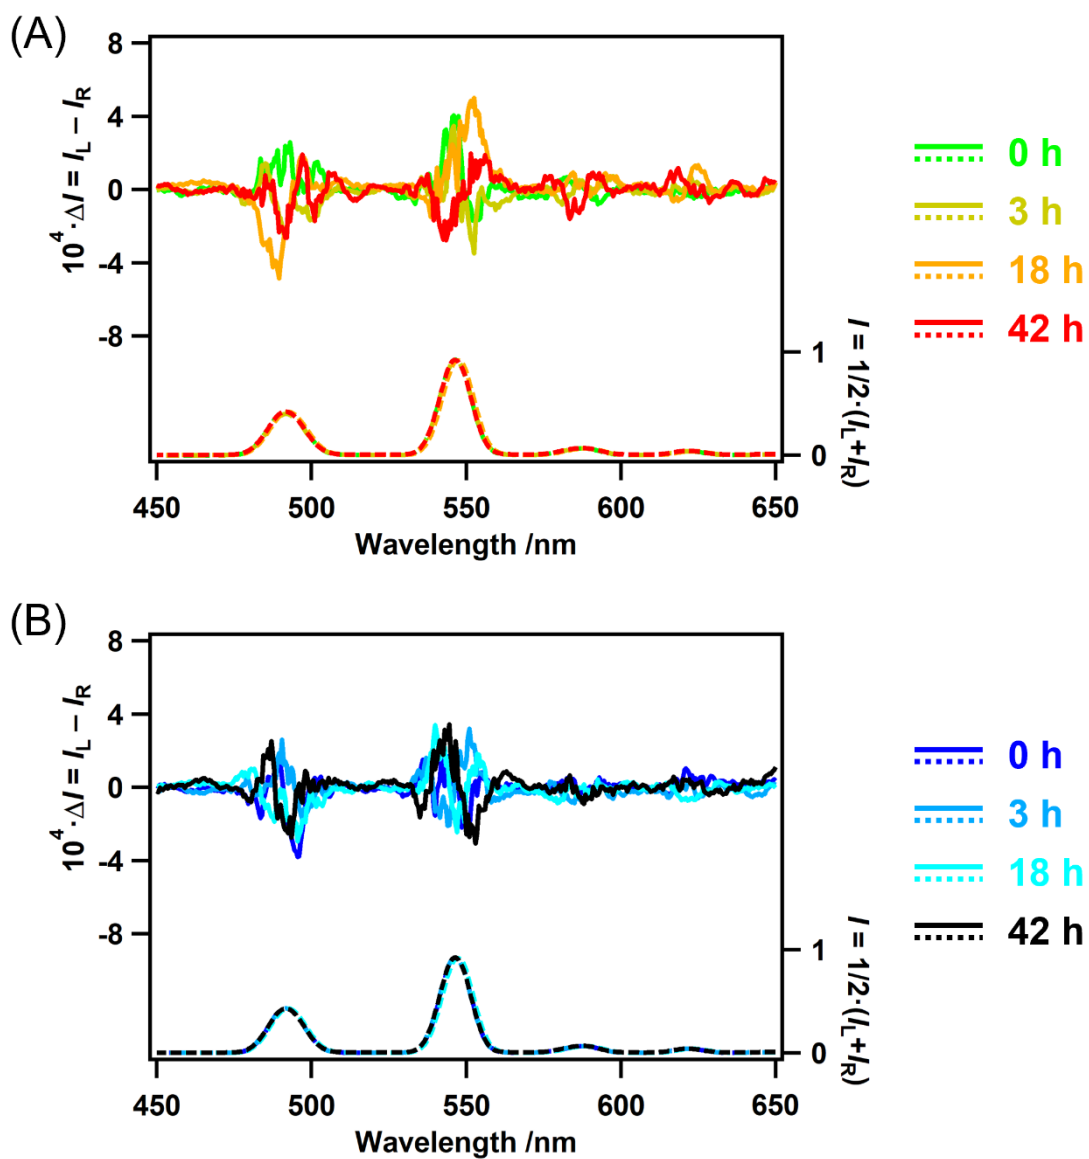 (A)
10⁴·ΔI = I_L – I_R
8
4
0
-4
-8
I = 1/2·(I_L+I_R)
1
0
450
500
550
600
650
Wavelength /nm
0 h
3 h
18 h
42 h
(B)
10⁴·ΔI = I_L – I_R
8
4
0
-4
-8
I = 1/2·(I_L+I_R)
1
0
450
500
550
600
650
Wavelength /nm
0 h
3 h
18 h
42 h